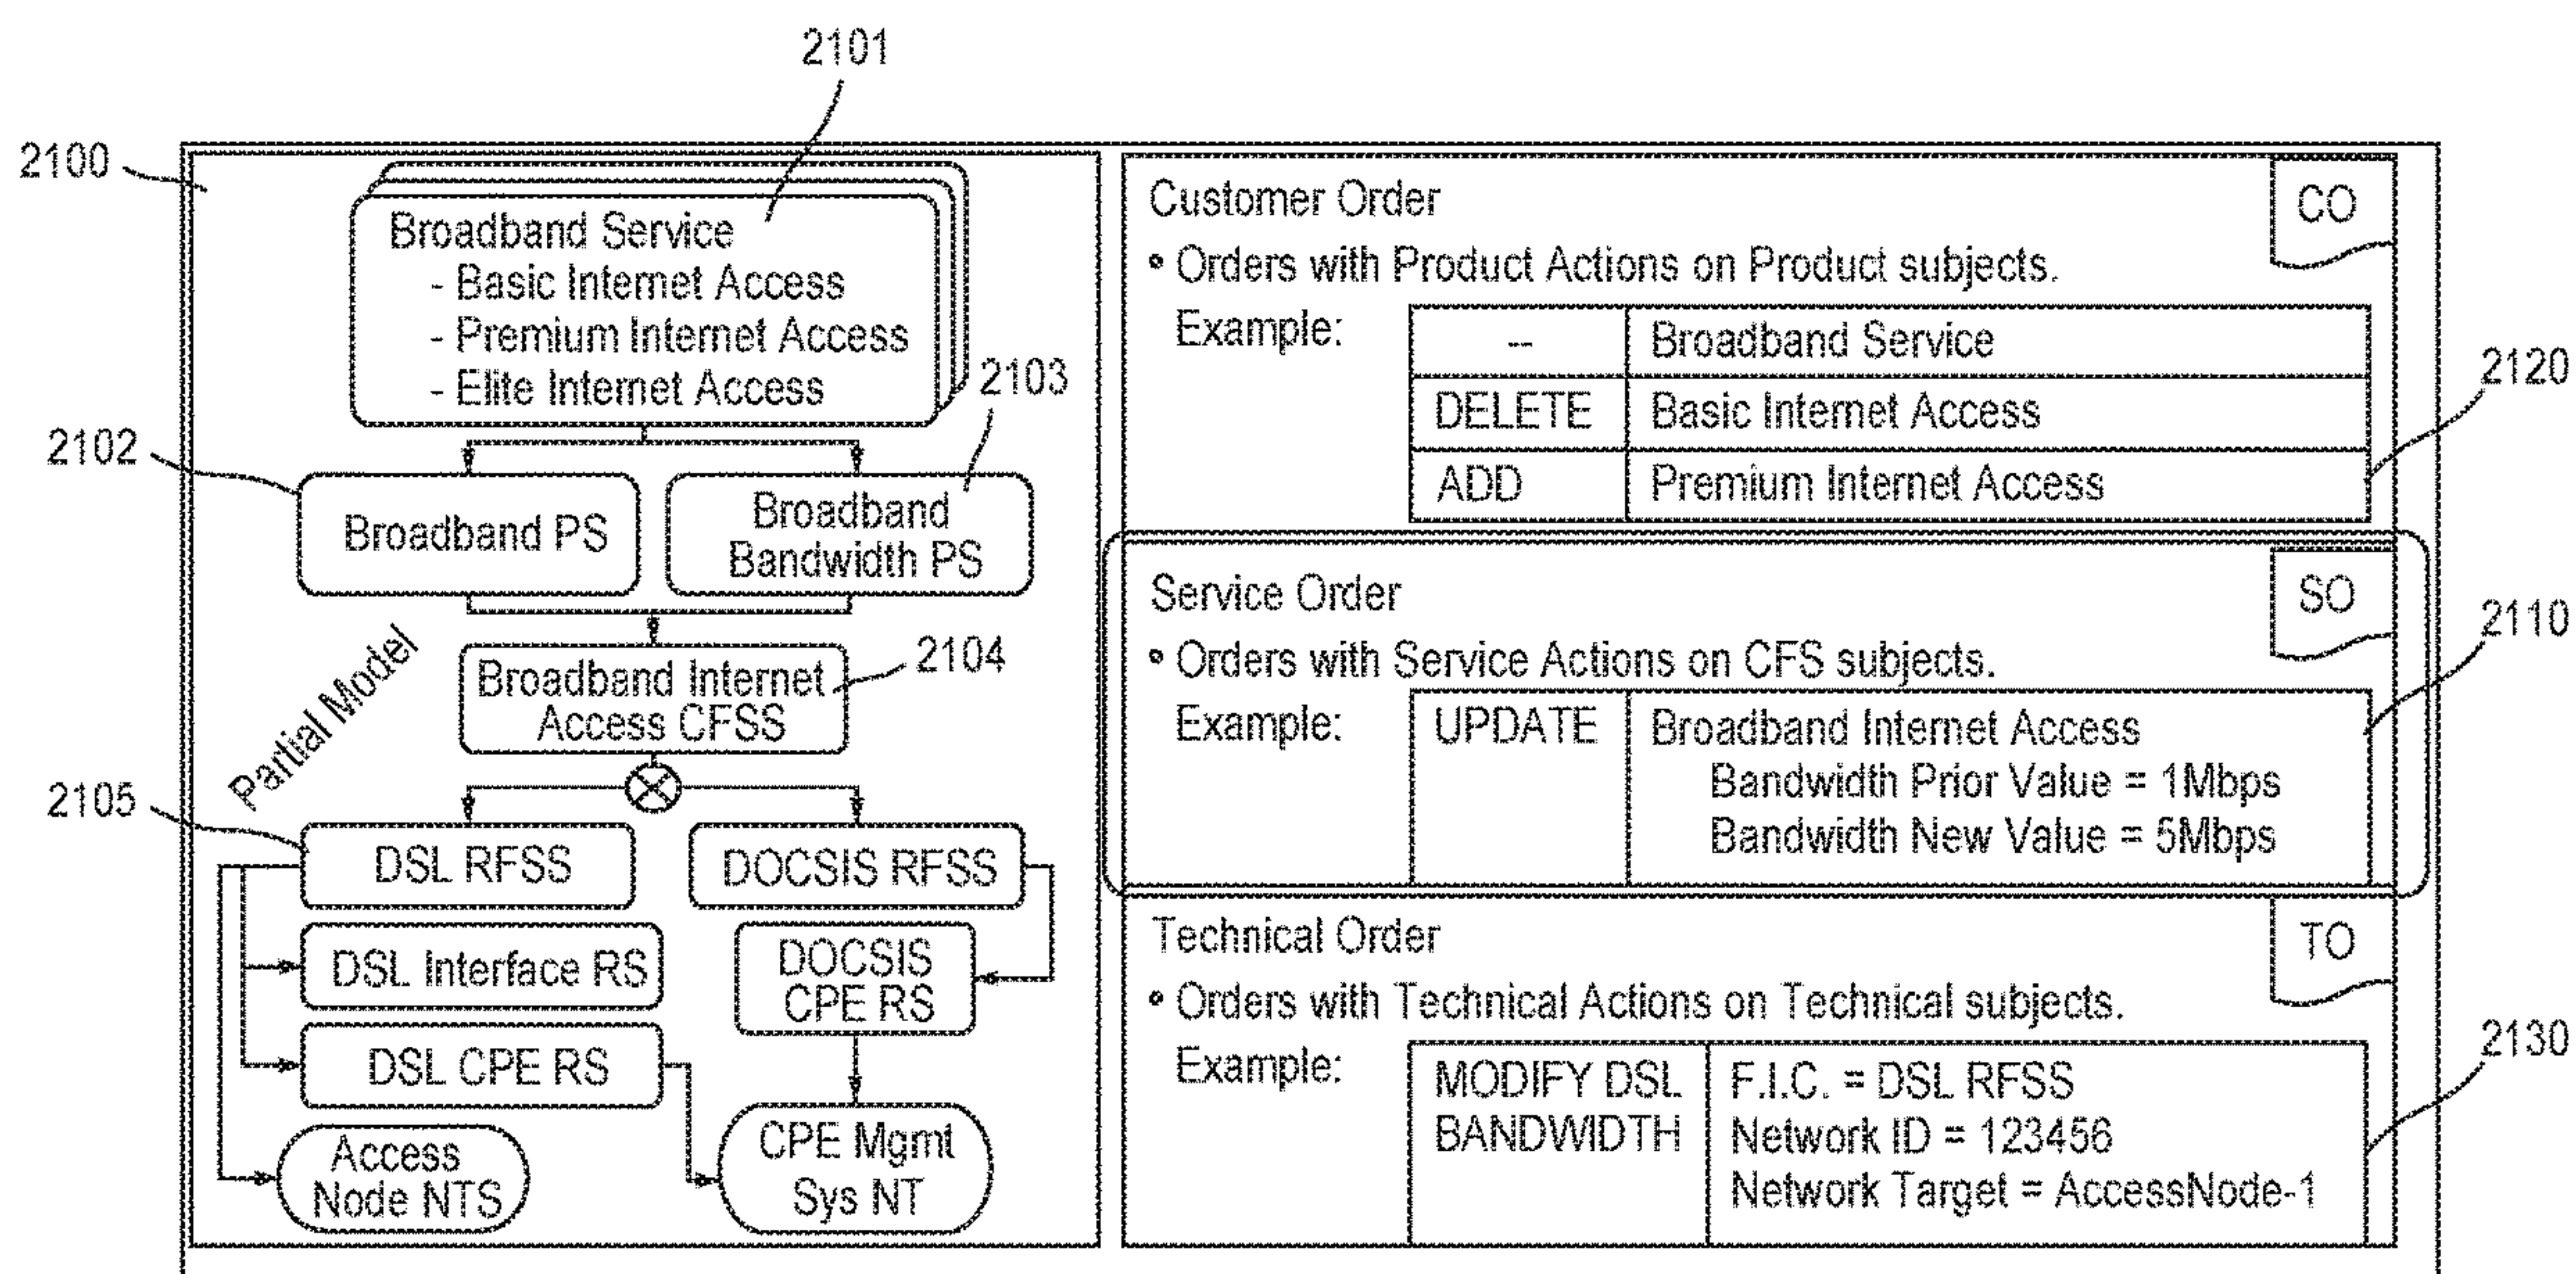 2101
2100
Broadband Service
- Basic Internet Access
- Premium Internet Access
- Elite Internet Access
2103
2102
Broadband PS
Broadband
Bandwidth PS
Partial Model
Broadband Internet
Access CFSS
2104
2105
DSL RFSS
DOCSIS RFSS
DSL Interface RS
DOCSIS
CPE RS
DSL CPE RS
Access
Node NTS
CPE Mgmt
Sys NT
Customer Order
CO
• Orders with Product Actions on Product subjects.
Example:
-- Broadband Service
DELETE Basic Internet Access
ADD Premium Internet Access
2120
Service Order
SO
• Orders with Service Actions on CFS subjects.
2110
Example:
UPDATE Broadband Internet Access
Bandwidth Prior Value = 1Mbps
Bandwidth New Value = 5Mbps
Technical Order
TO
• Orders with Technical Actions on Technical subjects.
2130
Example:
MODIFY DSL F.I.C. = DSL RFSS
BANDWIDTH Network ID = 123456
Network Target = AccessNode-1